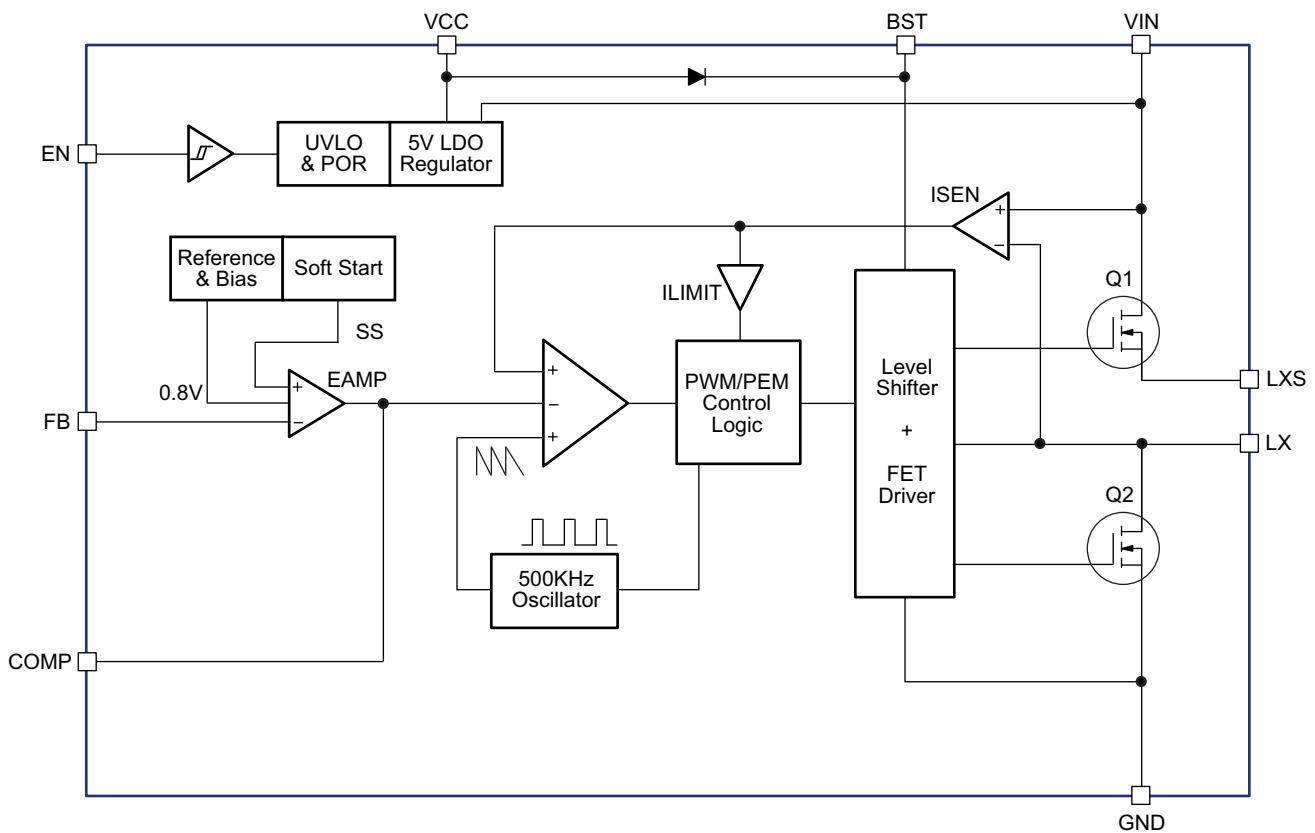 VCC
BST
VIN
EN
UVLO
& POR
5V LDO
Regulator
ISEN
+
−
Reference
& Bias
Soft Start
ILIMIT
Q1
SS
0.8V
EAMP
+
−
FB
+
−
+
PWM/PEM
Control
Logic
Level
Shifter
+
FET
Driver
LXS
LX
Q2
500KHz
Oscillator
COMP
GND